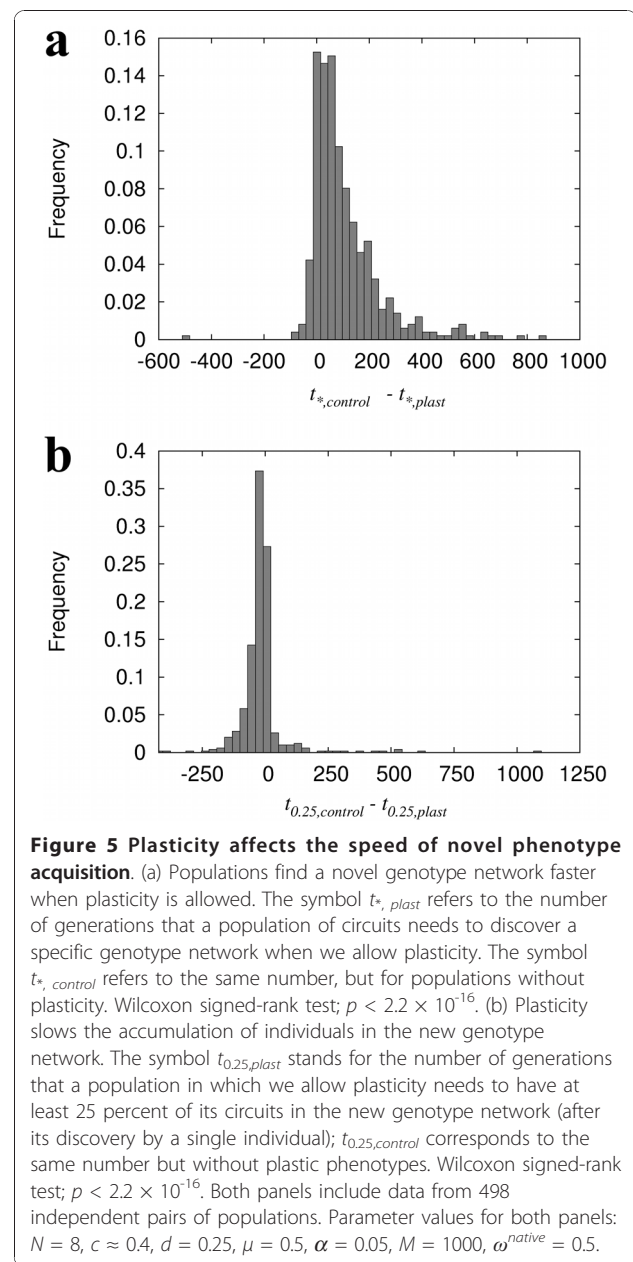 a
0.16
0.14
0.12
0.1
0.08
0.06
0.04
0.02
0
Frequency
-600 -400 -200 0 200 400 600 800 1000
t*,control - t*,plast
b
0.4
0.35
0.3
0.25
0.2
0.15
0.1
0.05
0
Frequency
-250 0 250 500 750 1000 1250
t0.25,control - t0.25,plast
Figure 5 Plasticity affects the speed of novel phenotype
acquisition. (a) Populations find a novel genotype network faster
when plasticity is allowed. The symbol t*, plast refers to the number
of generations that a population of circuits needs to discover a
specific genotype network when we allow plasticity. The symbol
t*, control refers to the same number, but for populations without
plasticity. Wilcoxon signed-rank test; p < 2.2 × 10-16. (b) Plasticity
slows the accumulation of individuals in the new genotype
network. The symbol t0.25,plast stands for the number of generations
that a population in which we allow plasticity needs to have at
least 25 percent of its circuits in the new genotype network (after
its discovery by a single individual); t0.25,control corresponds to the
same number but without plastic phenotypes. Wilcoxon signed-rank
test; p < 2.2 × 10-16. Both panels include data from 498
independent pairs of populations. Parameter values for both panels:
N = 8, c ≈ 0.4, d = 0.25, μ = 0.5, α = 0.05, M = 1000, ωnative = 0.5.